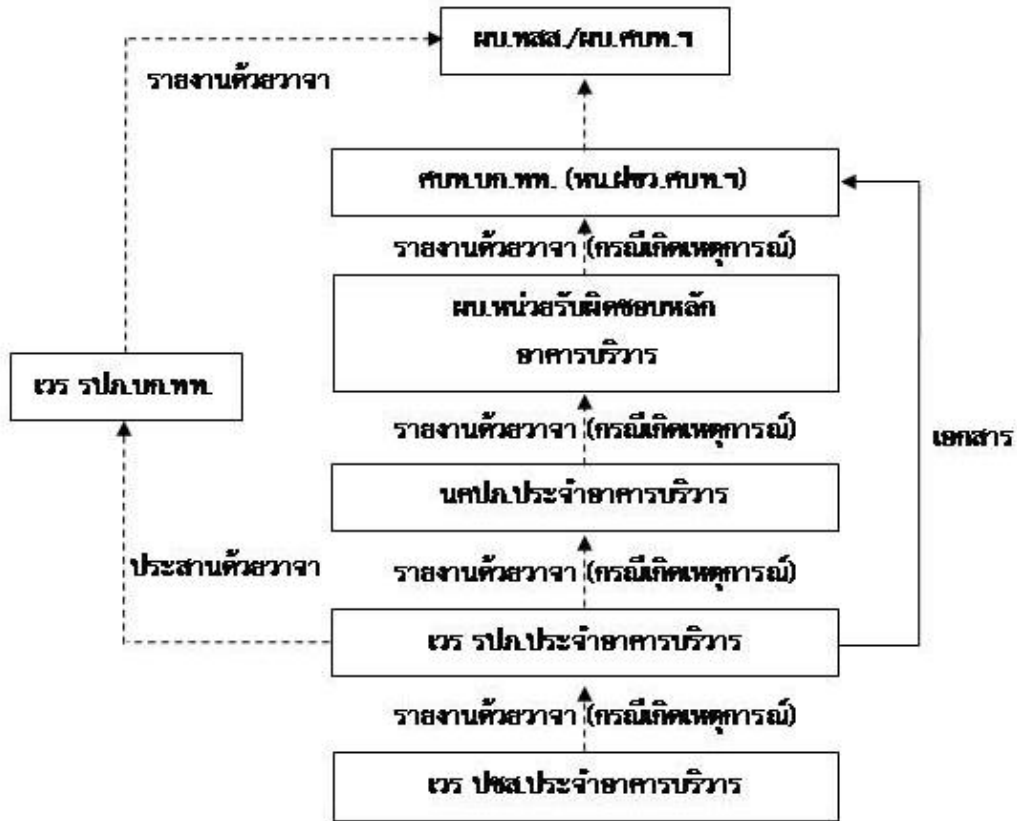 ผบ.ทสส./ผบ.ศบท.ฯ
รายงานด้วยวาจา
ศบท.บก.ทท. (หน.ฝขว.ศบท.ฯ)
รายงานด้วยวาจา (กรณีเกิดเหตุการณ์)
ผบ.หน่วยรับผิดชอบหลัก
อาคารบริวาร
เวร รปภ.บก.ทท.
รายงานด้วยวาจา (กรณีเกิดเหตุการณ์)
เอกสาร
นตปภ.ประจำอาคารบริวาร
ประสานด้วยวาจา
รายงานด้วยวาจา (กรณีเกิดเหตุการณ์)
เวร รปภ.ประจำอาคารบริวาร
รายงานด้วยวาจา (กรณีเกิดเหตุการณ์)
เวร ปชส.ประจำอาคารบริวาร